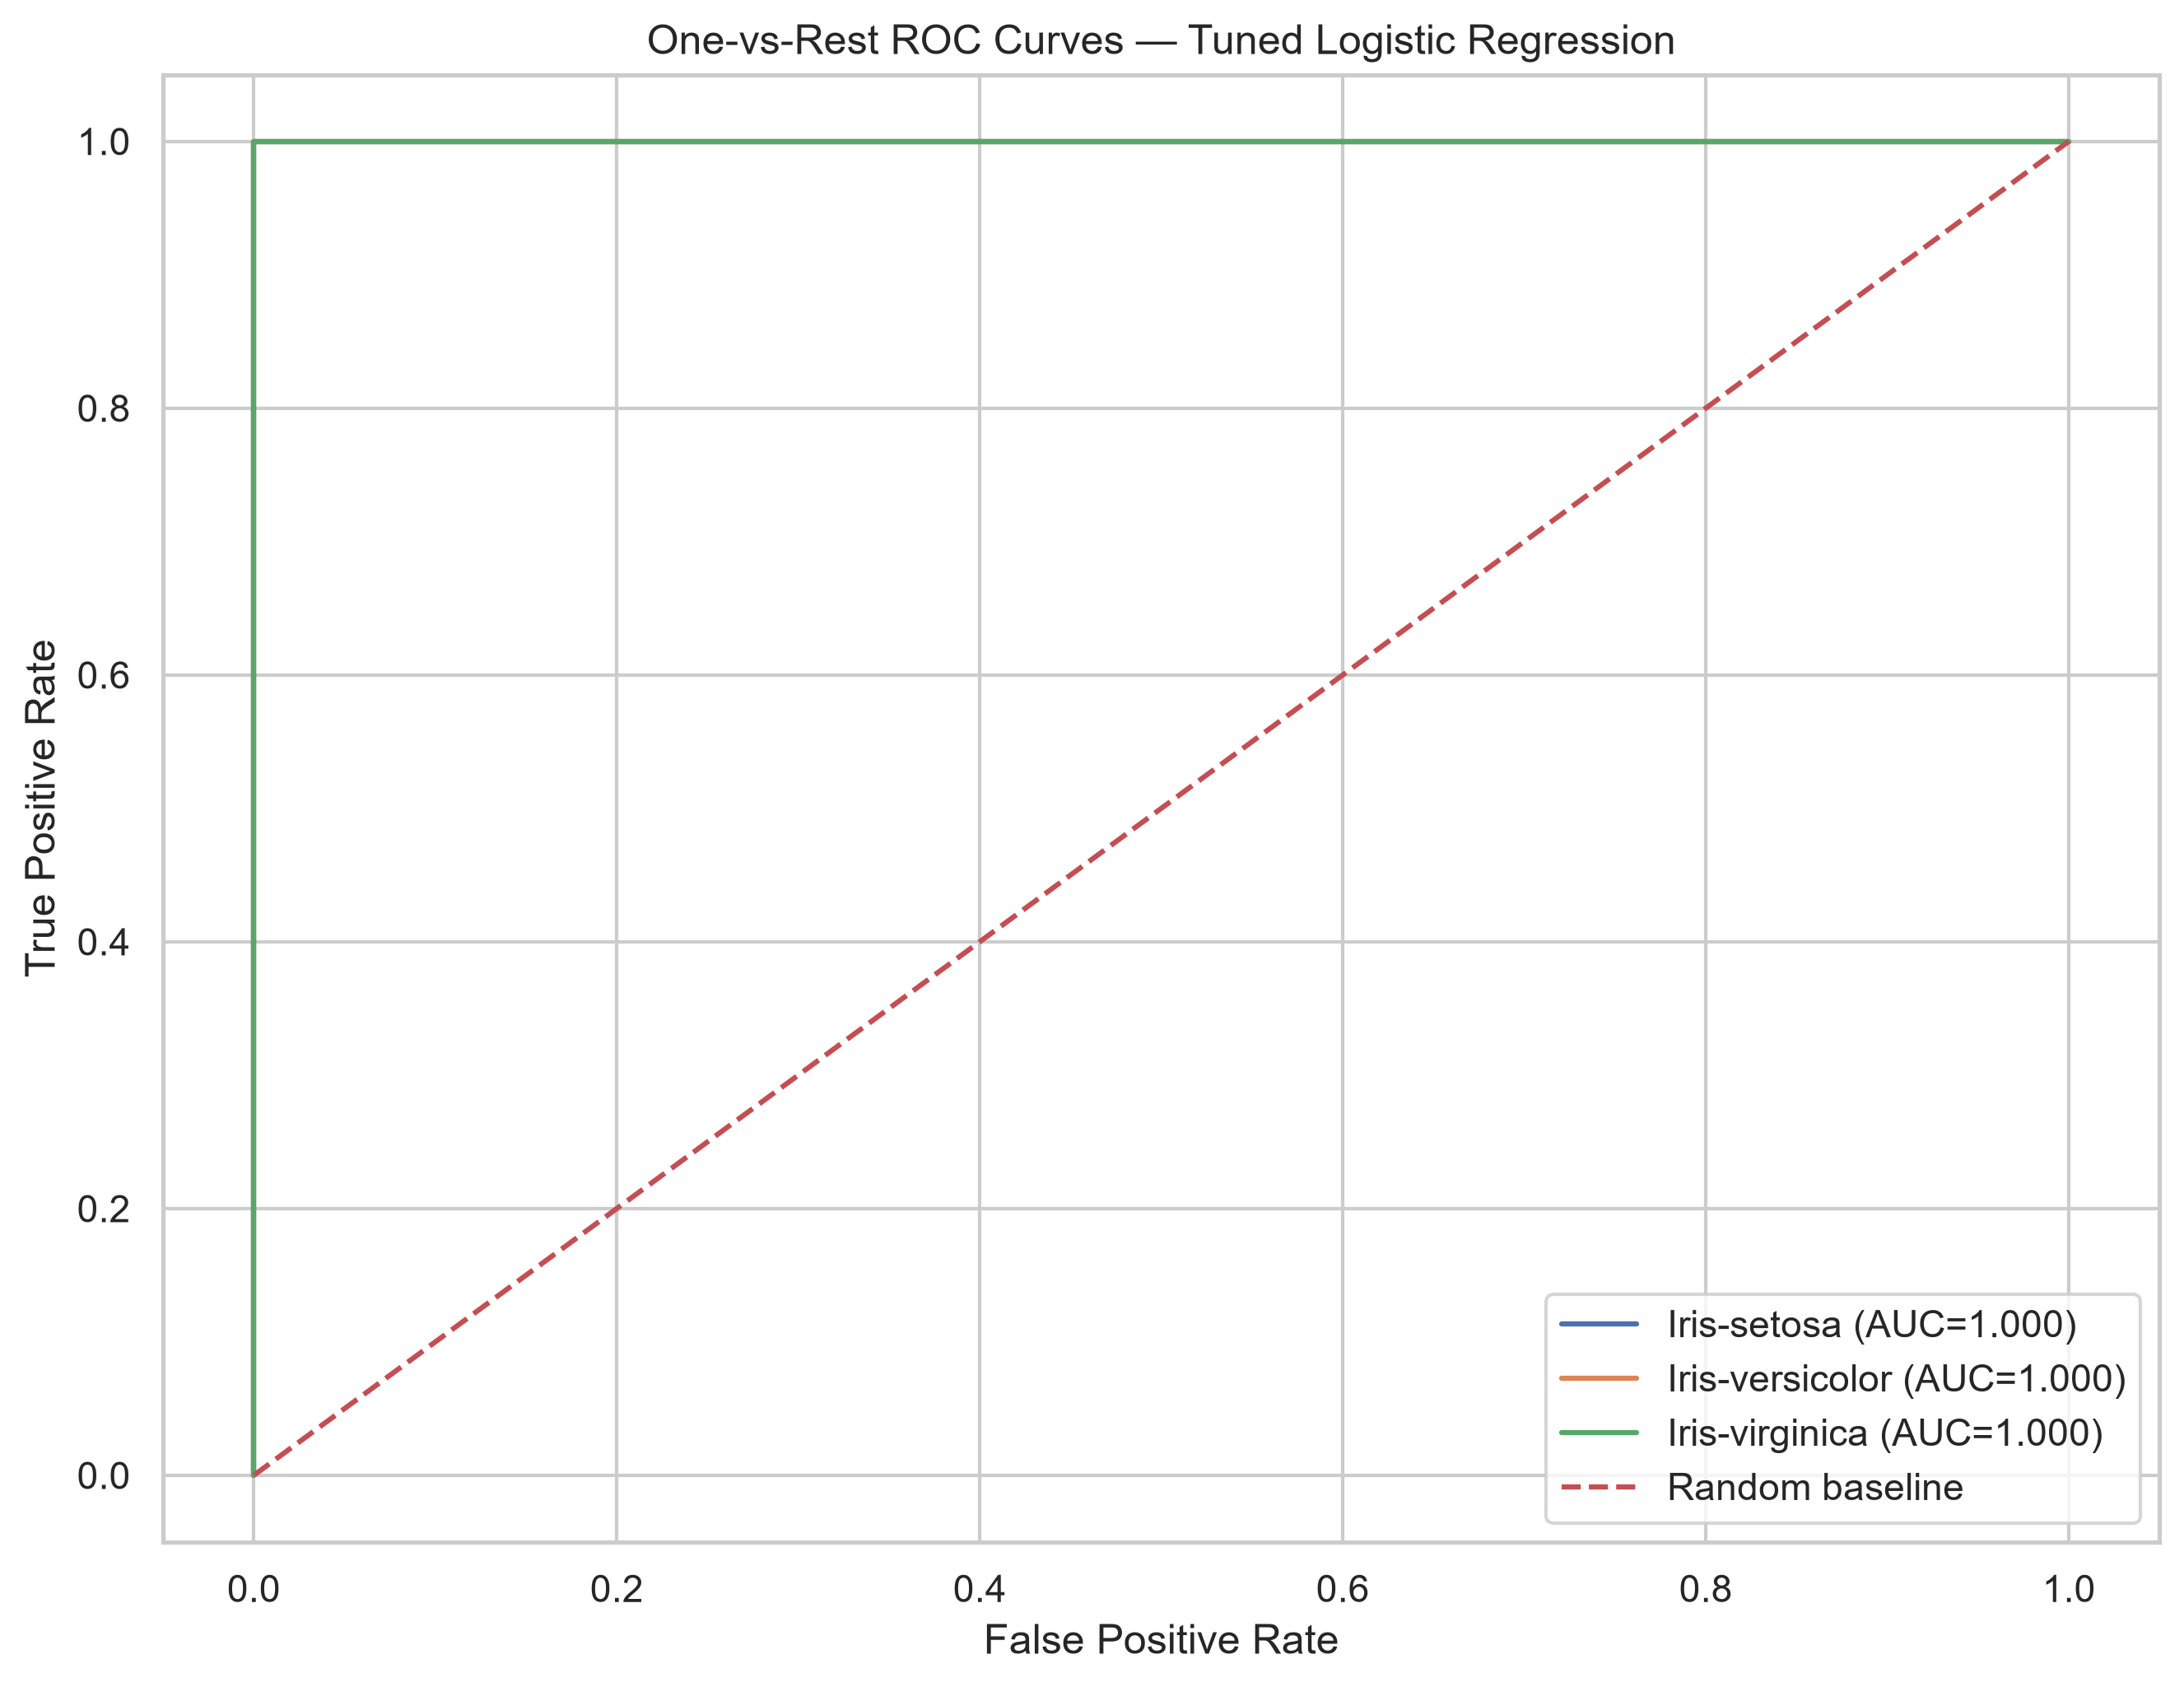 One-vs-Rest ROC Curves — Tuned Logistic Regression
True Positive Rate
1.0
0.8
0.6
0.4
0.2
0.0
Iris-setosa (AUC=1.000)
Iris-versicolor (AUC=1.000)
Iris-virginica (AUC=1.000)
Random baseline
0.0 0.2 0.4 0.6 0.8 1.0
False Positive Rate